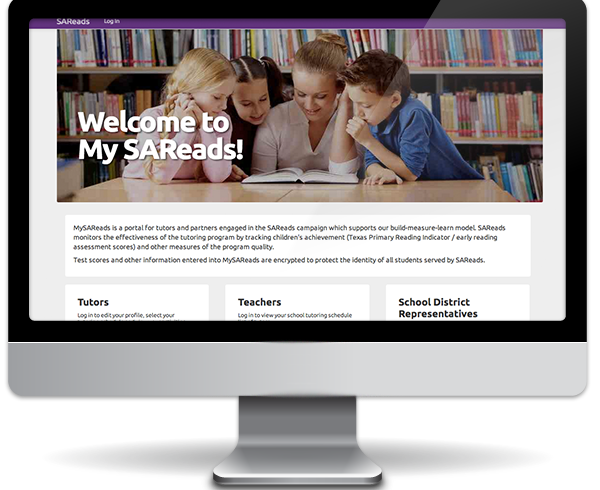 SAReads Log In
Welcome to
My SAReads!
MySAReads is a portal for tutors and partners engaged in the SAReads campaign which supports our build-measure-learn model. SAReads
monitors the effectiveness of the tutoring program by tracking children's achievement (Texas Primary Reading Indicator / early reading
assessment scores) and other measures of the program quality.
Test scores and other information entered into MySAReads are encrypted to protect the identity of all students served by SAReads.
Tutors
Log in to edit your profile, select your
Teachers
Log in to view your school tutoring schedule
School District
Representatives